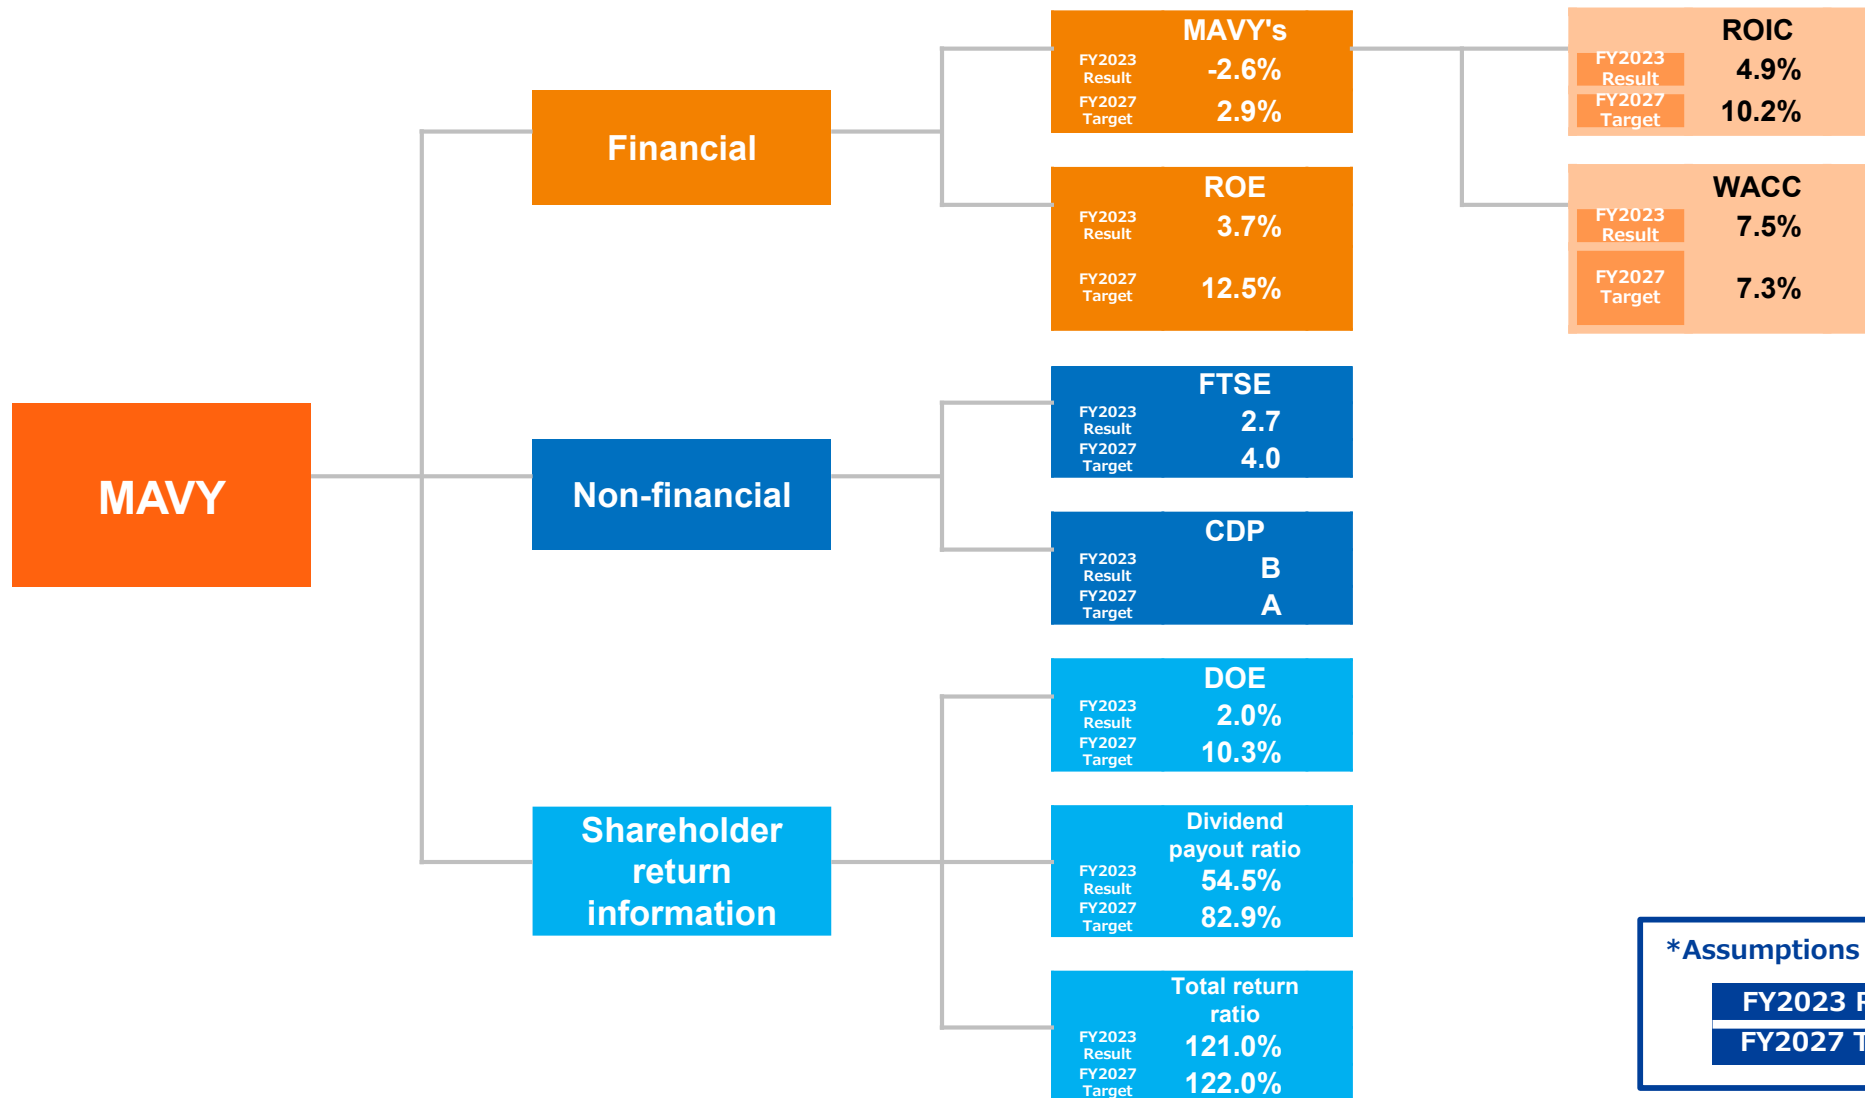 MAVY
Financial
MAVY's
FY2023
Result
-2.6%
FY2027
Target
2.9%
ROIC
FY2023
Result
4.9%
FY2027
Target
10.2%
ROE
FY2023
Result
3.7%
FY2027
Target
12.5%
WACC
FY2023
Result
7.5%
FY2027
Target
7.3%
Non-financial
FTSE
FY2023
Result
2.7
FY2027
Target
4.0
CDP
FY2023
Result
B
FY2027
Target
A
Shareholder
return
information
DOE
FY2023
Result
2.0%
FY2027
Target
10.3%
Dividend
payout ratio
FY2023
Result
54.5%
FY2027
Target
82.9%
Total return
ratio
FY2023
Result
121.0%
FY2027
Target
122.0%
*Assumptions
FY2023
FY2027